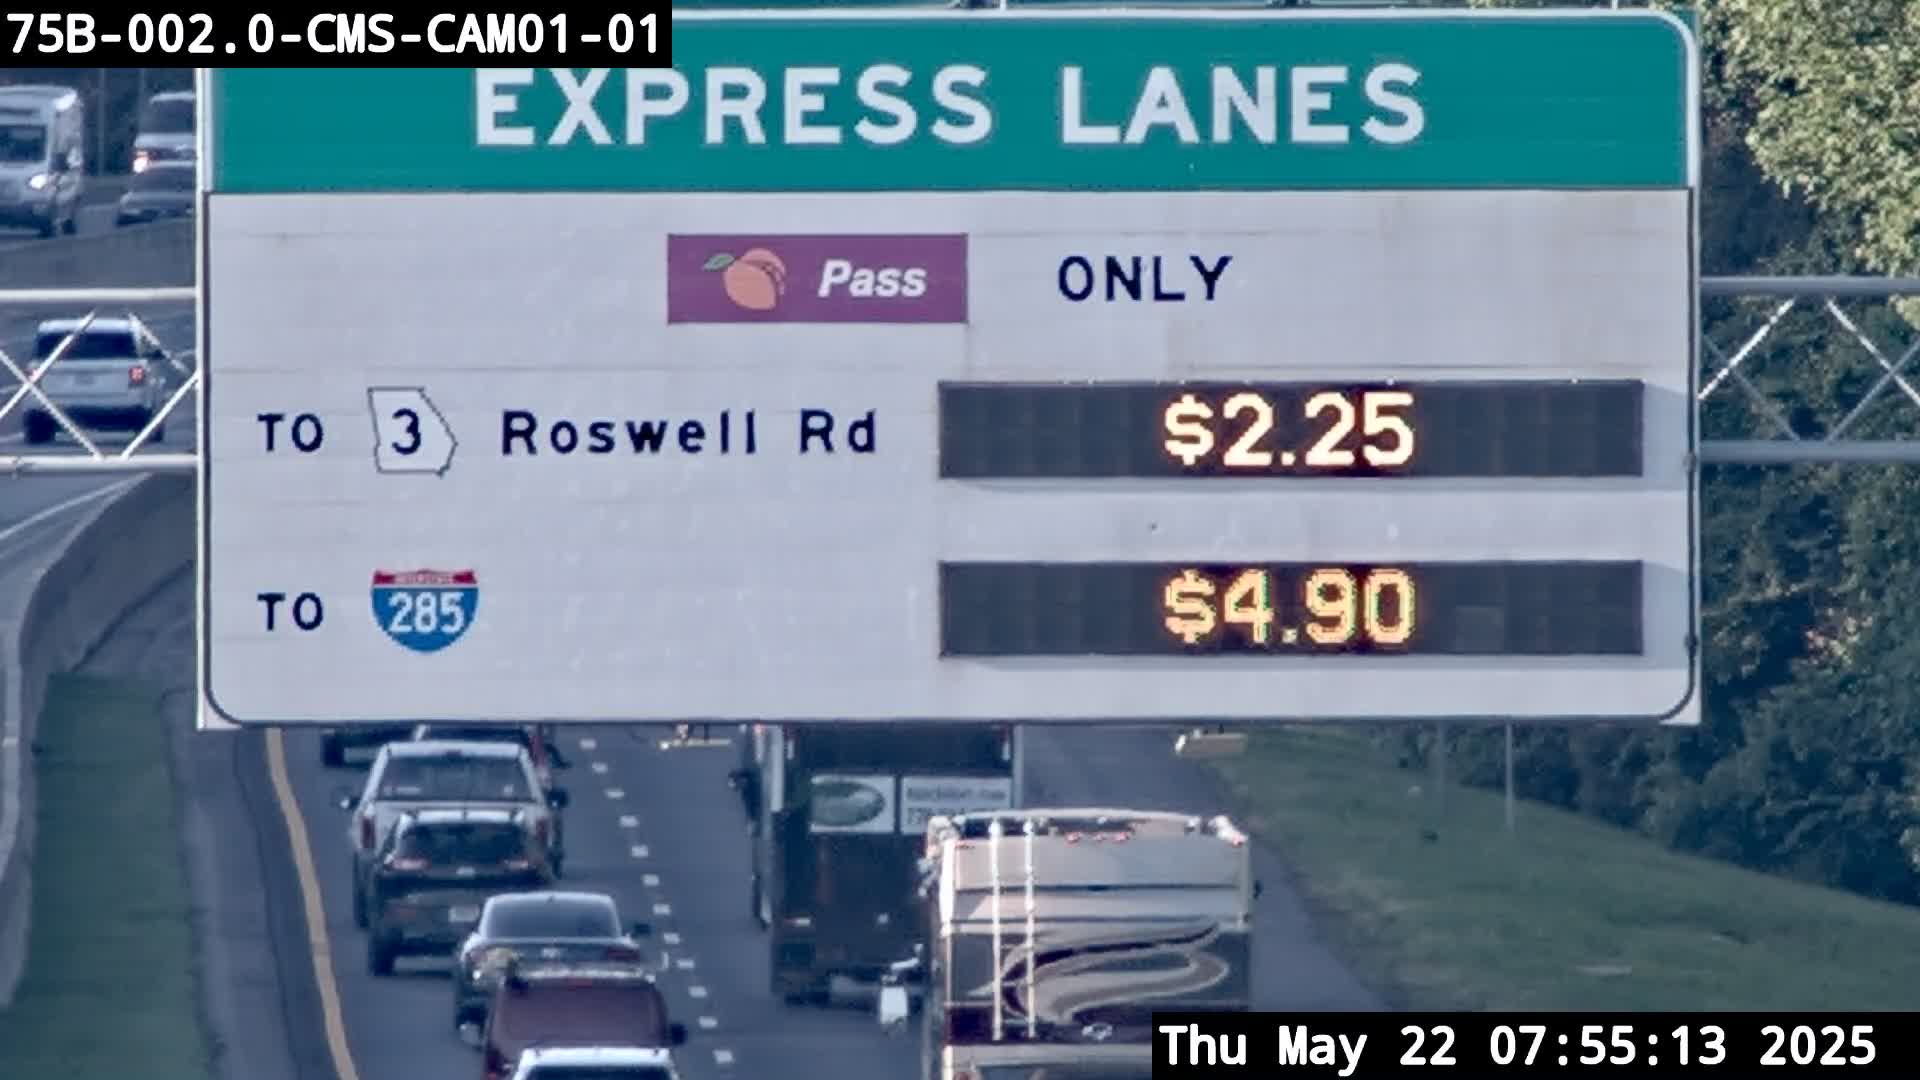 75B-002.0-CMS-CAM01-01
EXPRESS LANES
Pass ONLY
TO 3 Roswell Rd $2.25
TO 285 $4.90
Thu May 22 07:55:13 2025